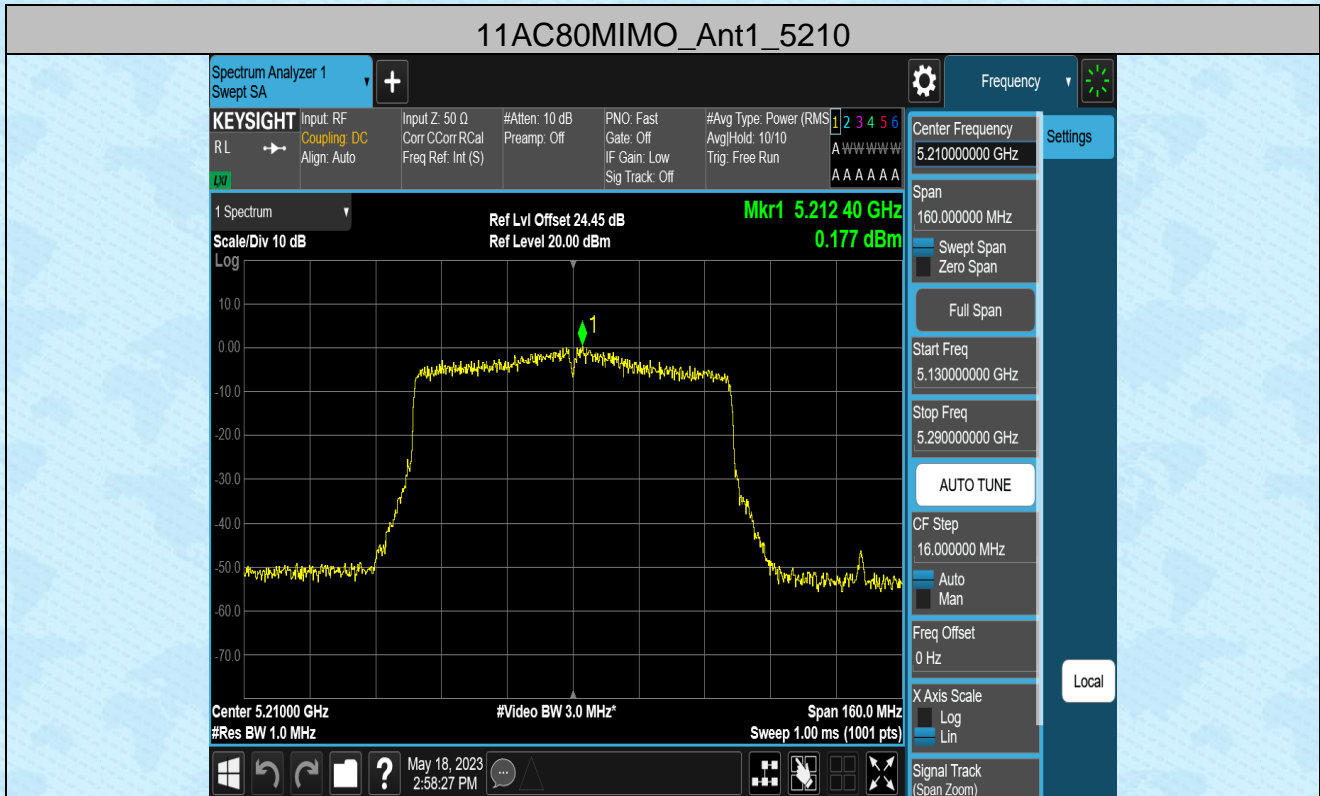 11AC80MIMO_Ant1_5210
Spectrum Analyzer 1
Swept SA
+
Frequency
KEYSIGHT
RL
LXI
Input: RF
Coupling: DC
Align: Auto
Input Z: 50 Ω
Corr CCorr RCal
Freq Ref: Int (S)
#Atten: 10 dB
Preamp: Off
PNO: Fast
Gate: Off
IF Gain: Low
Sig Track: Off
#Avg Type: Power (RMS
Avg|Hold: 10/10
Trig: Free Run
1 2 3 4 5 6
A W W W W W
A A A A A A
1 Spectrum
Scale/Div 10 dB
Ref Lvl Offset 24.45 dB
Ref Level 20.00 dBm
Mkr1 5.212 40 GHz
0.177 dBm
Log
10.0
0.00
-10.0
-20.0
-30.0
-40.0
-50.0
-60.0
-70.0
1
Center 5.21000 GHz
#Res BW 1.0 MHz
#Video BW 3.0 MHz*
Span 160.0 MHz
Sweep 1.00 ms (1001 pts)
Center Frequency
5.210000000 GHz
Settings
Span
160.000000 MHz
Swept Span
Zero Span
Full Span
Start Freq
5.130000000 GHz
Stop Freq
5.290000000 GHz
AUTO TUNE
CF Step
16.000000 MHz
Auto
Man
Freq Offset
0 Hz
X Axis Scale
Log
Lin
Local
Signal Track
(Span Zoom)
?
May 18, 2023
2:58:27 PM